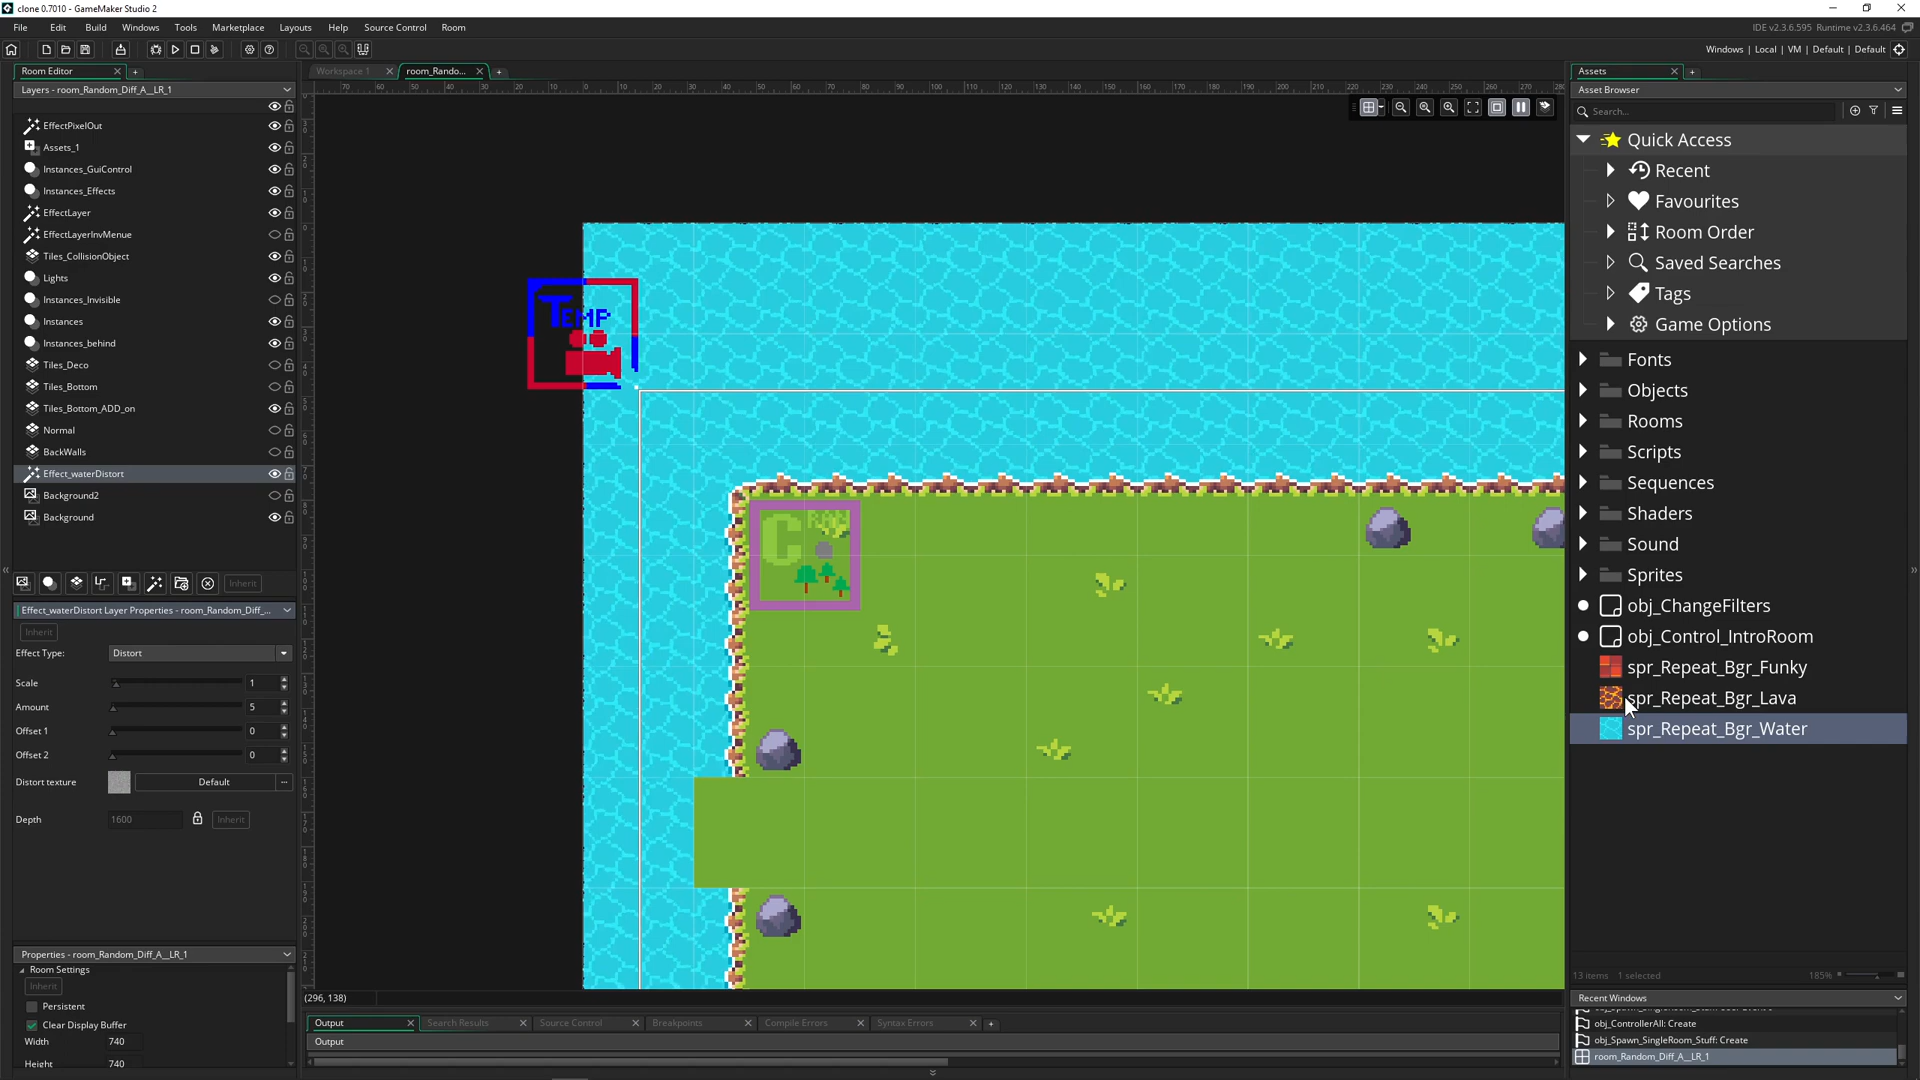 clone 0.7010 - GameMaker Studio 2
File Edit Build Windows Tools Marketplace Layouts Help Source Control Room
IDE v2.3.6.595 Runtime v2.3.6.464
Windows | Local | VM | Default | Default
Room Editor
Layers - room_Random_Diff_A__LR_1
EffectPixelOut
Assets_1
Instances_GuiControl
Instances_Effects
EffectLayer
EffectLayerInvMenue
Tiles_CollisionObject
Lights
Instances_Invisible
Instances
Instances_behind
Tiles_Deco
Tiles_Bottom
Tiles_Bottom_ADD_on
Normal
BackWalls
Effect_waterDistort
Background2
Background
Inherit
Effect_waterDistort Layer Properties - room_Random_Diff_...
Inherit
Effect Type: Distort
Scale 1
Amount 5
Offset 1 0
Offset 2 0
Distort texture Default ...
Depth 1600 Inherit
Properties - room_Random_Diff_A__LR_1
Room Settings
Inherit
Persistent
Clear Display Buffer
Width 740
Height 740
Workspace 1 room_Rando...
TEMP
C
(296, 138)
Output Search Results Source Control Breakpoints Compile Errors Syntax Errors
Output
Assets
Asset Browser
Search...
Quick Access
Recent
Favourites
Room Order
Saved Searches
Tags
Game Options
Fonts
Objects
Rooms
Scripts
Sequences
Shaders
Sound
Sprites
obj_ChangeFilters
obj_Control_IntroRoom
spr_Repeat_Bgr_Funky
spr_Repeat_Bgr_Lava
spr_Repeat_Bgr_Water
13 items 1 selected 185%
Recent Windows
obj_ControllerAll: Create
obj_Spawn_SingleRoom_Stuff: Create
room_Random_Diff_A__LR_1